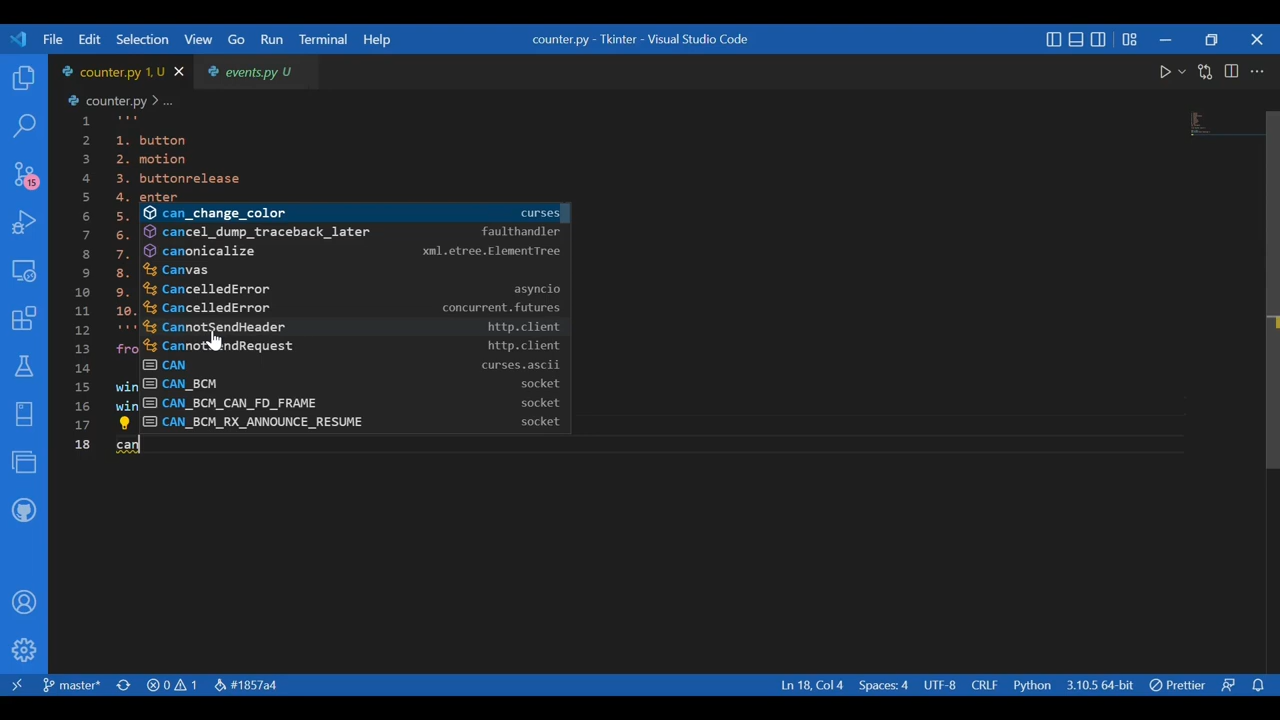 File Edit Selection View Go Run Terminal Help counter.py - Tkinter - Visual Studio Code
counter.py 1, U events.py U
counter.py > ...
1 '''
2 1. button
3 2. motion
4 3. buttonrelease
5 4. enter
6 5.
7 6.
8 7.
9 8.
10 9.
11 10.
12 '''
13 fro
14
15 win
16 win
17
18 can
can_change_color curses
cancel_dump_traceback_later faulthandler
canonicalize xml.etree.ElementTree
Canvas
CancelledError asyncio
CancelledError concurrent.futures
CannotSendHeader http.client
CannotSendRequest http.client
CAN curses.ascii
CAN_BCM socket
CAN_BCM_CAN_FD_FRAME socket
CAN_BCM_RX_ANNOUNCE_RESUME socket
15
master* 0 1 #1857a4 Ln 18, Col 4 Spaces: 4 UTF-8 CRLF Python 3.10.5 64-bit Prettier